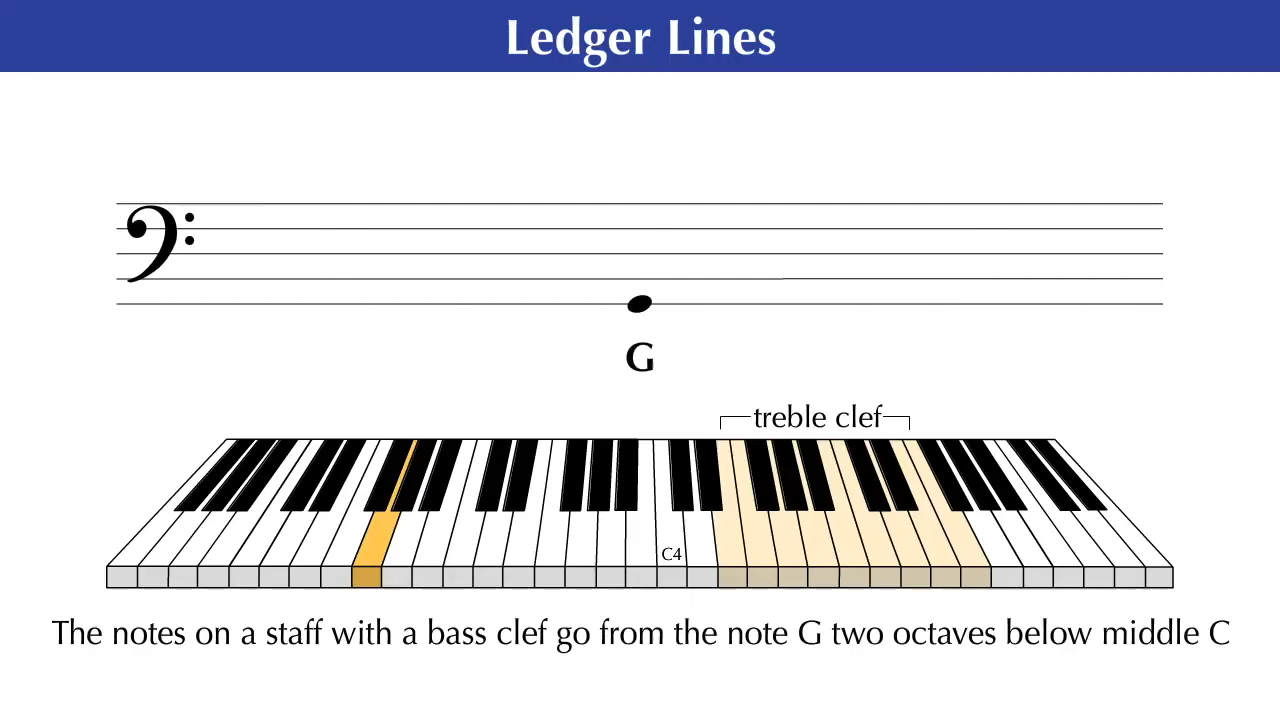 Ledger Lines
G
treble clef
C4
The notes on a staff with a bass clef go from the note G two octaves below middle C